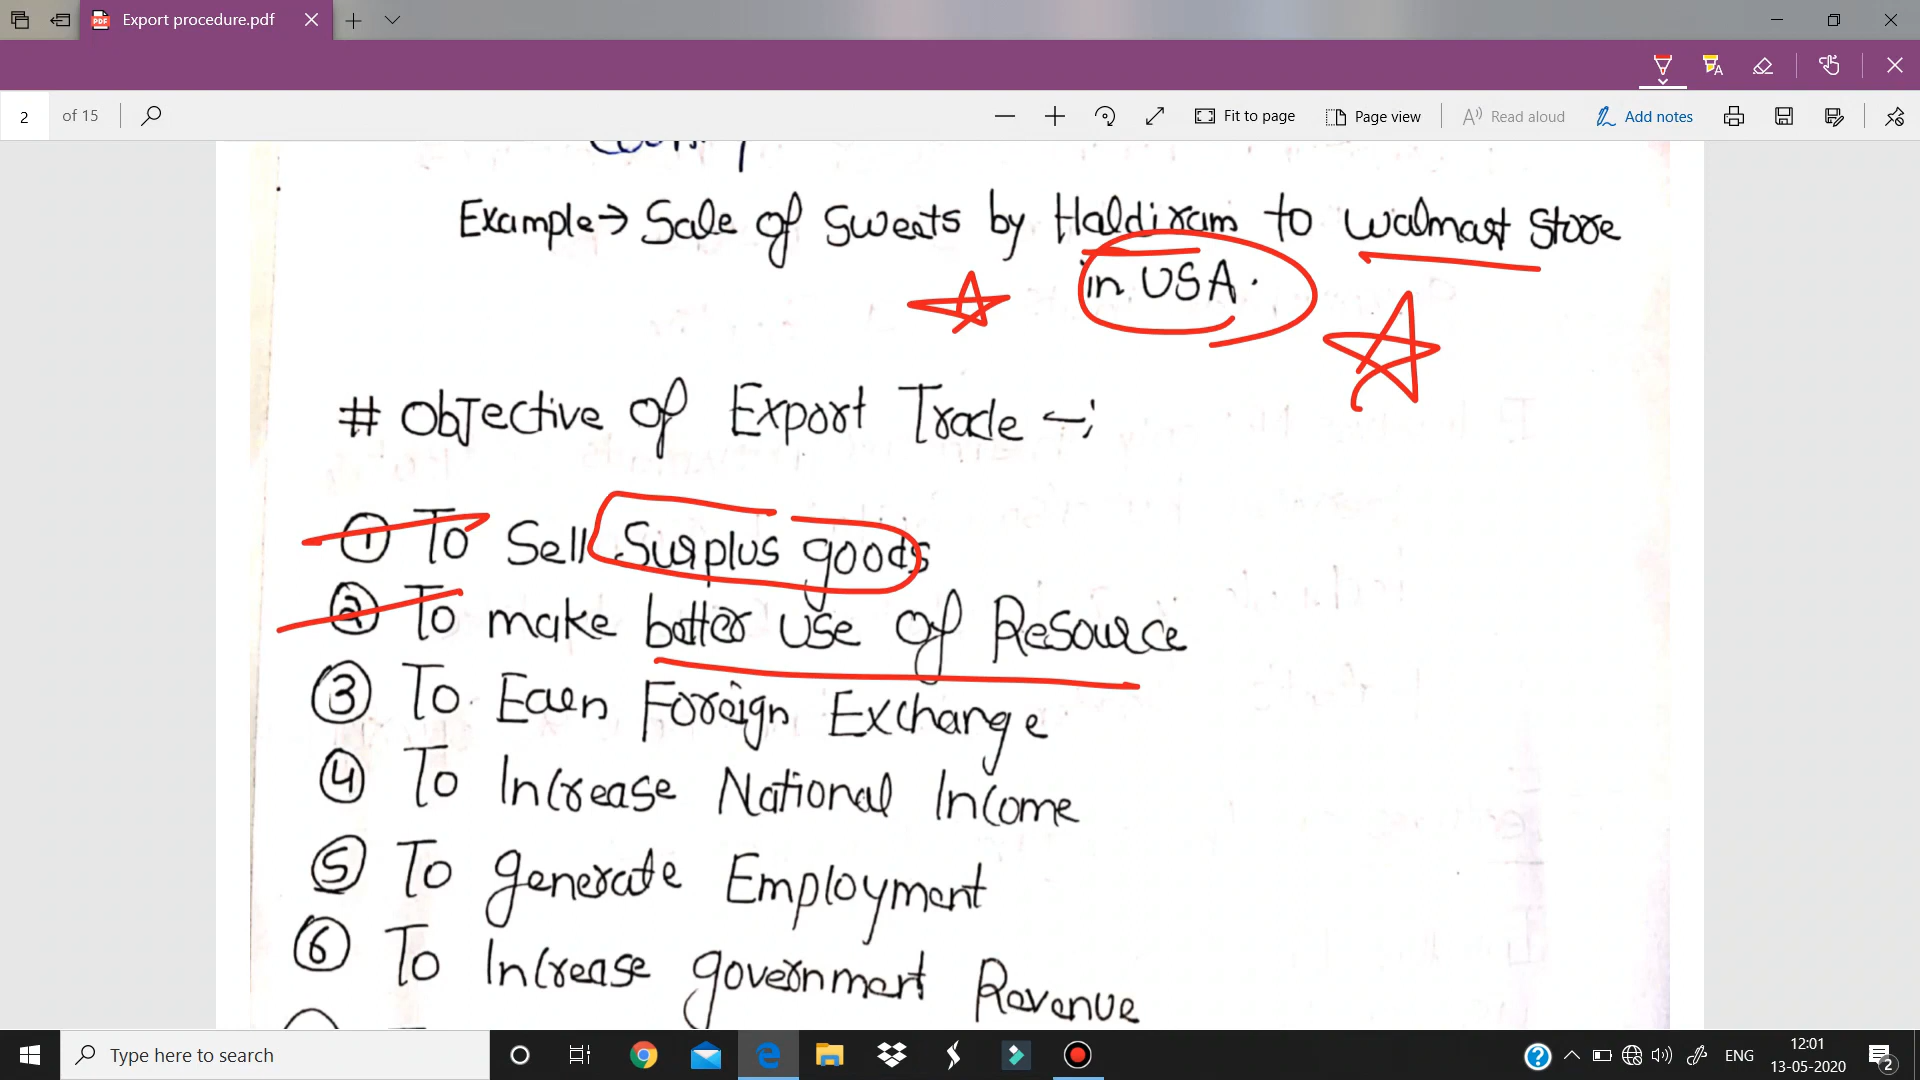 Export procedure.pdf
2 of 15
Fit to page
Page view
Read aloud
Add notes
Example → Sale of Sweats by Haldiram to Walmart Store
in USA.
# Objective of Export Trade -:
① To Sell Surplus goods
② To make better use of Resource
③ To Earn Foreign Exchange
④ To Increase National Income
⑤ To generate Employment
⑥ To Increase government Revenue
Type here to search
ENG
12:01
13-05-2020
2